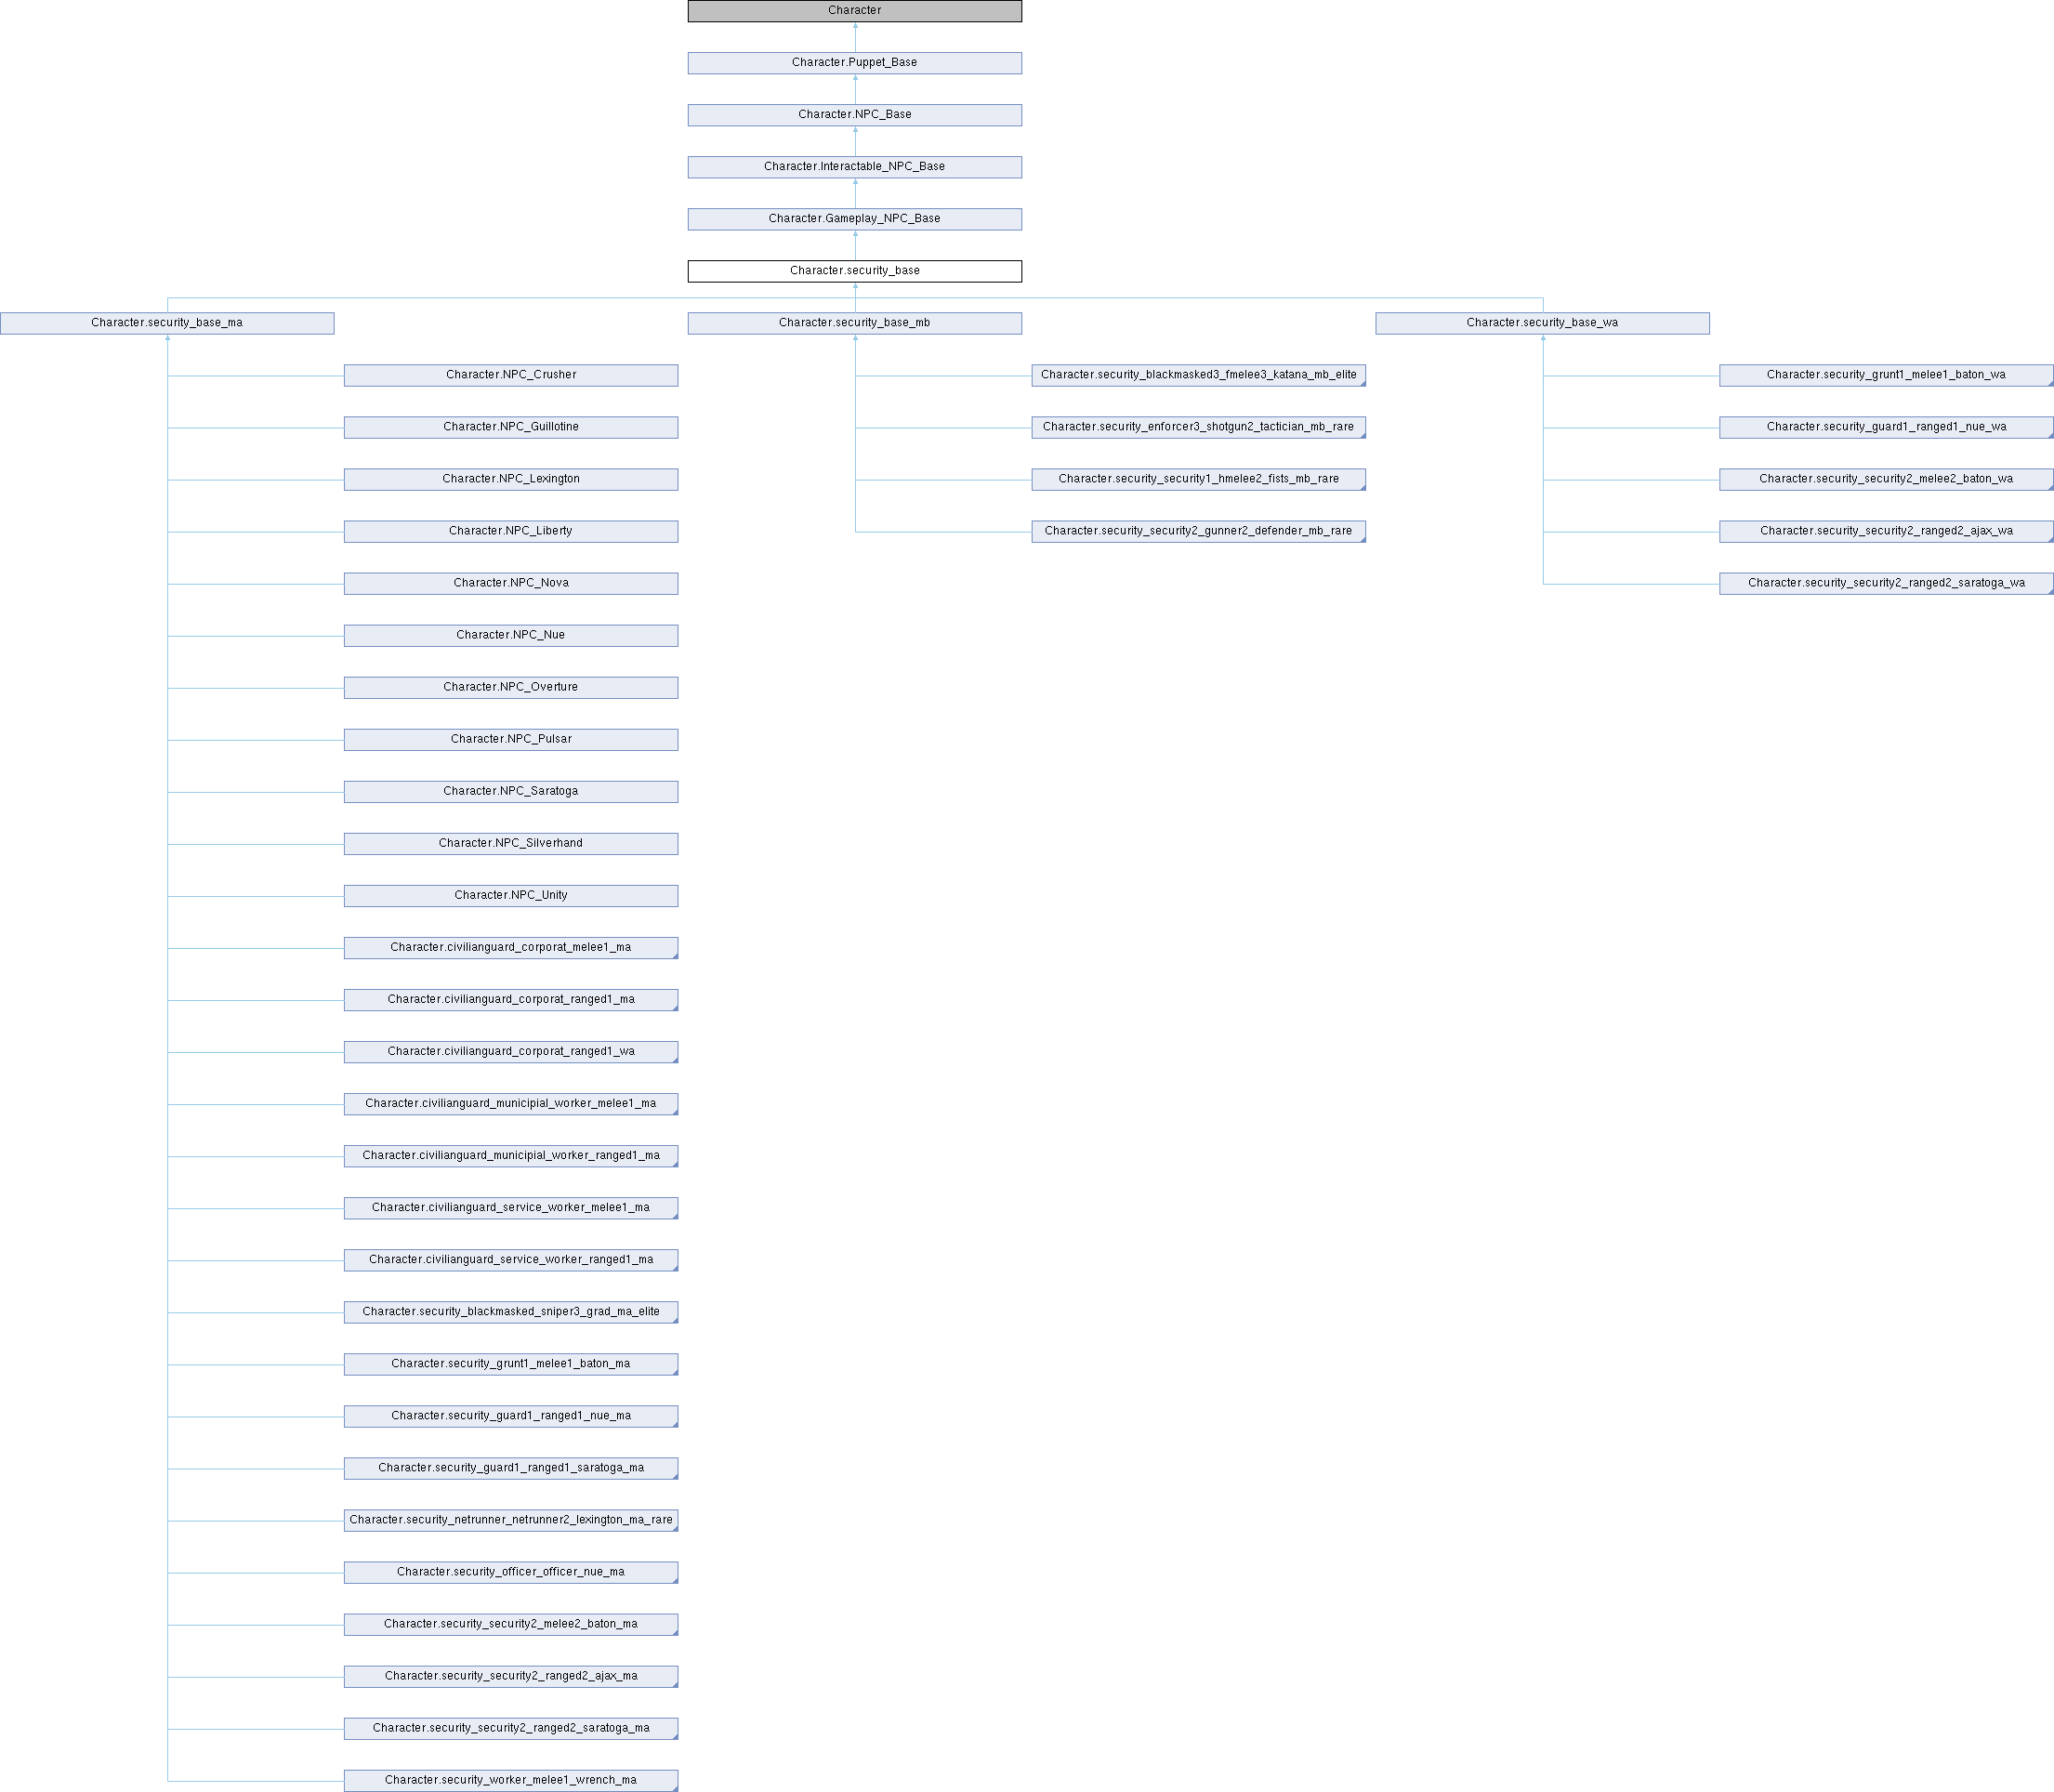 Character
Character.Puppet_Base
Character.NPC_Base
Character.Interactable_NPC_Base
Character.Gameplay_NPC_Base
Character.security_base
Character.security_base_ma
Character.security_base_mb
Character.security_base_wa
Character.NPC_Crusher
Character.security_blackmasked3_fmelee3_katana_mb_elite
Character.security_grunt1_melee1_baton_wa
Character.NPC_Guillotine
Character.security_enforcer3_shotgun2_tactician_mb_rare
Character.security_guard1_ranged1_nue_wa
Character.NPC_Lexington
Character.security_security1_hmelee2_fists_mb_rare
Character.security_security2_melee2_baton_wa
Character.NPC_Liberty
Character.security_security2_gunner2_defender_mb_rare
Character.security_security2_ranged2_ajax_wa
Character.NPC_Nova
Character.security_security2_ranged2_saratoga_wa
Character.NPC_Nue
Character.NPC_Overture
Character.NPC_Pulsar
Character.NPC_Saratoga
Character.NPC_Silverhand
Character.NPC_Unity
Character.civilianguard_corporat_melee1_ma
Character.civilianguard_corporat_ranged1_ma
Character.civilianguard_corporat_ranged1_wa
Character.civilianguard_municipial_worker_melee1_ma
Character.civilianguard_municipial_worker_ranged1_ma
Character.civilianguard_service_worker_melee1_ma
Character.civilianguard_service_worker_ranged1_ma
Character.security_blackmasked_sniper3_grad_ma_elite
Character.security_grunt1_melee1_baton_ma
Character.security_guard1_ranged1_nue_ma
Character.security_guard1_ranged1_saratoga_ma
Character.security_netrunner_netrunner2_lexington_ma_rare
Character.security_officer_officer_nue_ma
Character.security_security2_melee2_baton_ma
Character.security_security2_ranged2_ajax_ma
Character.security_security2_ranged2_saratoga_ma
Character.security_worker_melee1_wrench_ma